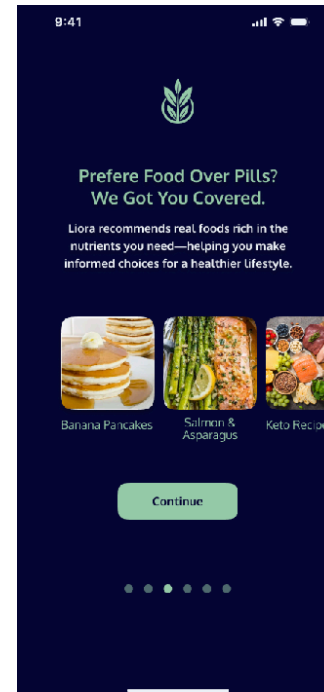 9:41
Prefere Food Over Pills?
We Got You Covered.
Liora recommends real foods rich in the
nutrients you need—helping you make
informed choices for a healthier lifestyle.
Banana Pancakes
Salmon &
Asparagus
Keto Recipe
Continue